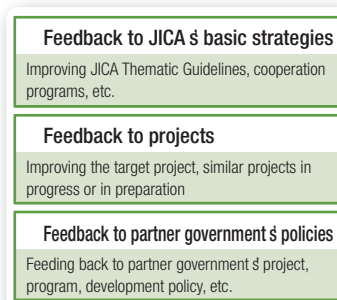 Feedback to JICA's basic strategies
Improving JICA Thematic Guidelines, cooperation
programs, etc.
Feedback to projects
Improving the target project, similar projects in
progress or in preparation
Feedback to partner government's policies
Feeding back to partner government's project,
program, development policy, etc.